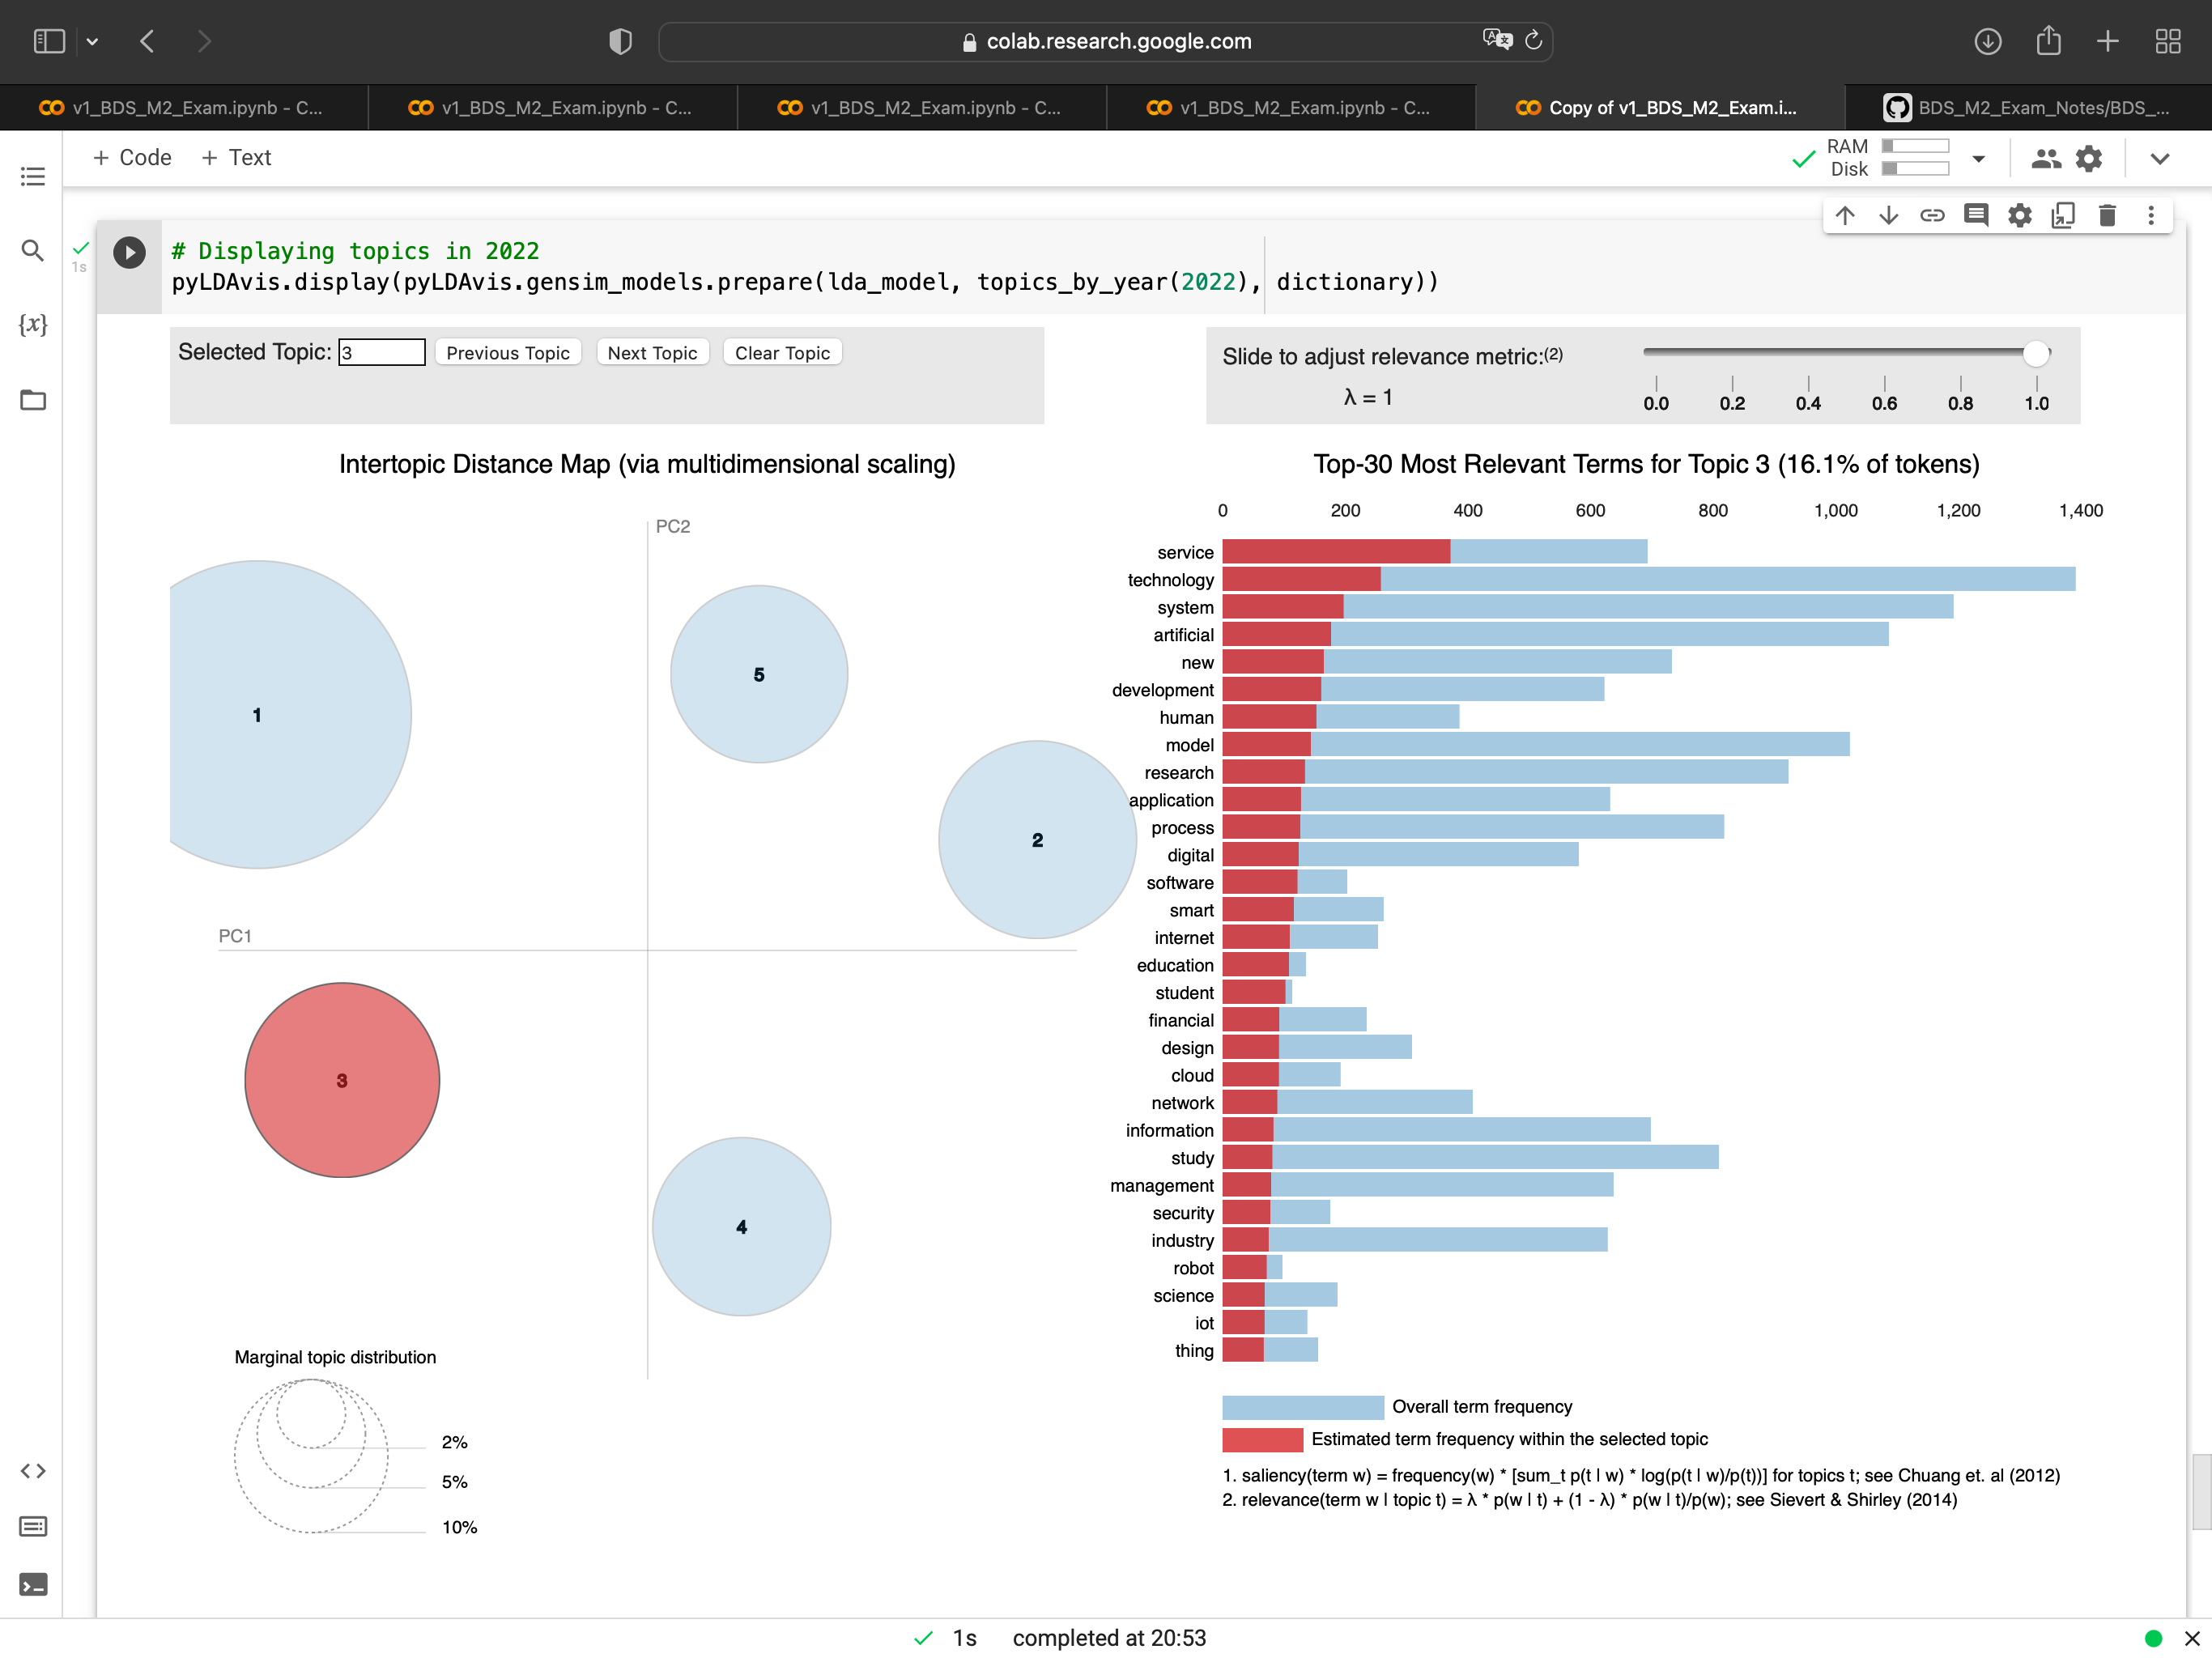 colab.research.google.com
v1_BDS_M2_Exam.ipynb - C...
v1_BDS_M2_Exam.ipynb - C...
v1_BDS_M2_Exam.ipynb - C...
v1_BDS_M2_Exam.ipynb - C...
Copy of v1_BDS_M2_Exam.i...
BDS_M2_Exam_Notes/BDS_...
+ Code + Text
RAM
Disk
1s
# Displaying topics in 2022
pyLDAvis.display(pyLDAvis.gensim_models.prepare(lda_model, topics_by_year(2022), dictionary))
{x}
Selected Topic: 3 Previous Topic Next Topic Clear Topic
Slide to adjust relevance metric:(2)
λ = 1
0.0 0.2 0.4 0.6 0.8 1.0
Intertopic Distance Map (via multidimensional scaling)
PC2
5
1
2
PC1
3
4
Marginal topic distribution
2%
5%
10%
Top-30 Most Relevant Terms for Topic 3 (16.1% of tokens)
0 200 400 600 800 1,000 1,200 1,400
service
technology
system
artificial
new
development
human
model
research
application
process
digital
software
smart
internet
education
student
financial
design
cloud
network
information
study
management
security
industry
robot
science
iot
thing
Overall term frequency
Estimated term frequency within the selected topic
1. saliency(term w) = frequency(w) * [sum_t p(t | w) * log(p(t | w)/p(t))] for topics t; see Chuang et. al (2012)
2. relevance(term w | topic t) = λ * p(w | t) + (1 - λ) * p(w | t)/p(w); see Sievert & Shirley (2014)
1s completed at 20:53